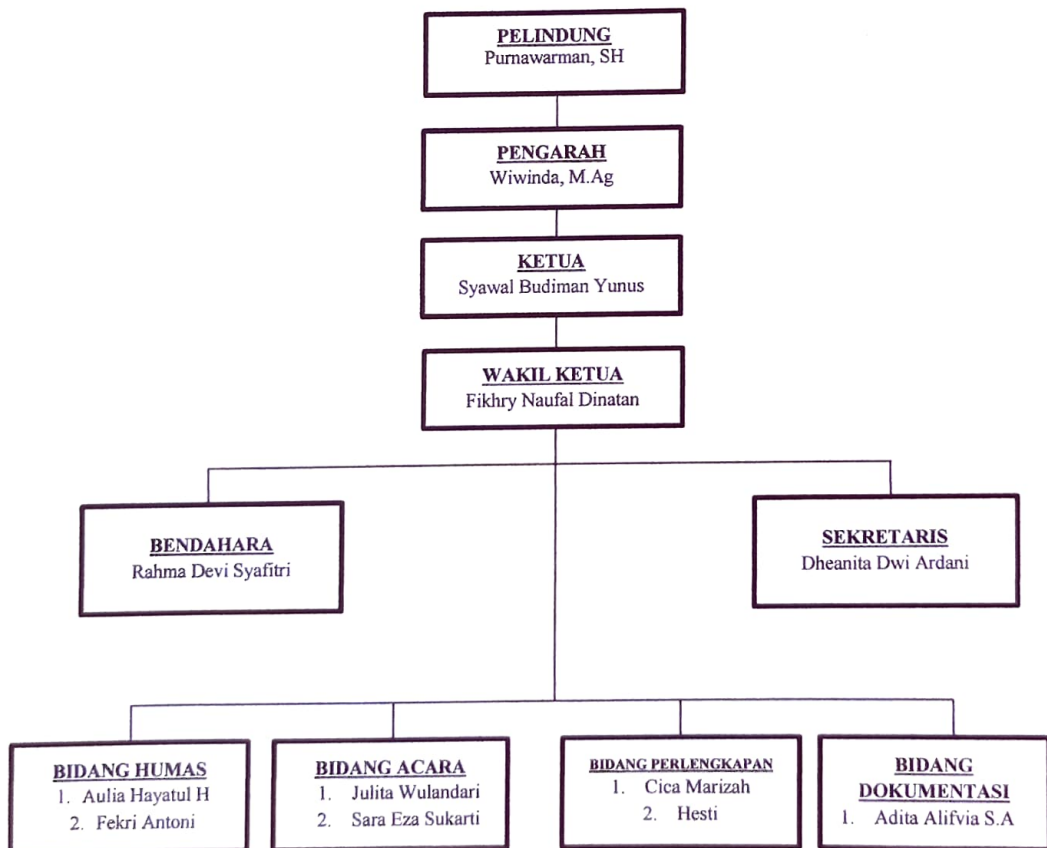 PELINDUNG
Purnawarman, SH
PENGARAH
Wiwinda, M.Ag
KETUA
Syawal Budiman Yunus
WAKIL KETUA
Fikhry Naufal Dinatan
BENDAHARA
Rahma Devi Syafitri
SEKRETARIS
Dheanita Dwi Ardani
BIDANG HUMAS
1. Aulia Hayatul H
2. Fekri Antoni
BIDANG ACARA
1. Julita Wulandari
2. Sara Eza Sukarti
BIDANG PERLENGKAPAN
1. Cica Marizah
2. Hesti
BIDANG
DOKUMENTASI
1. Adita Alifvia S.A